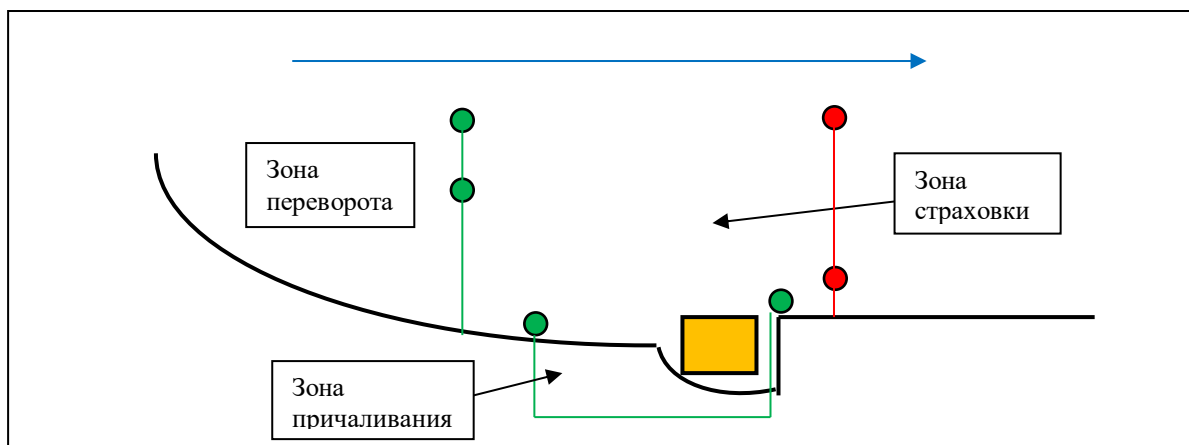 Зона
переворота
Зона
страховки
Зона
причаливания